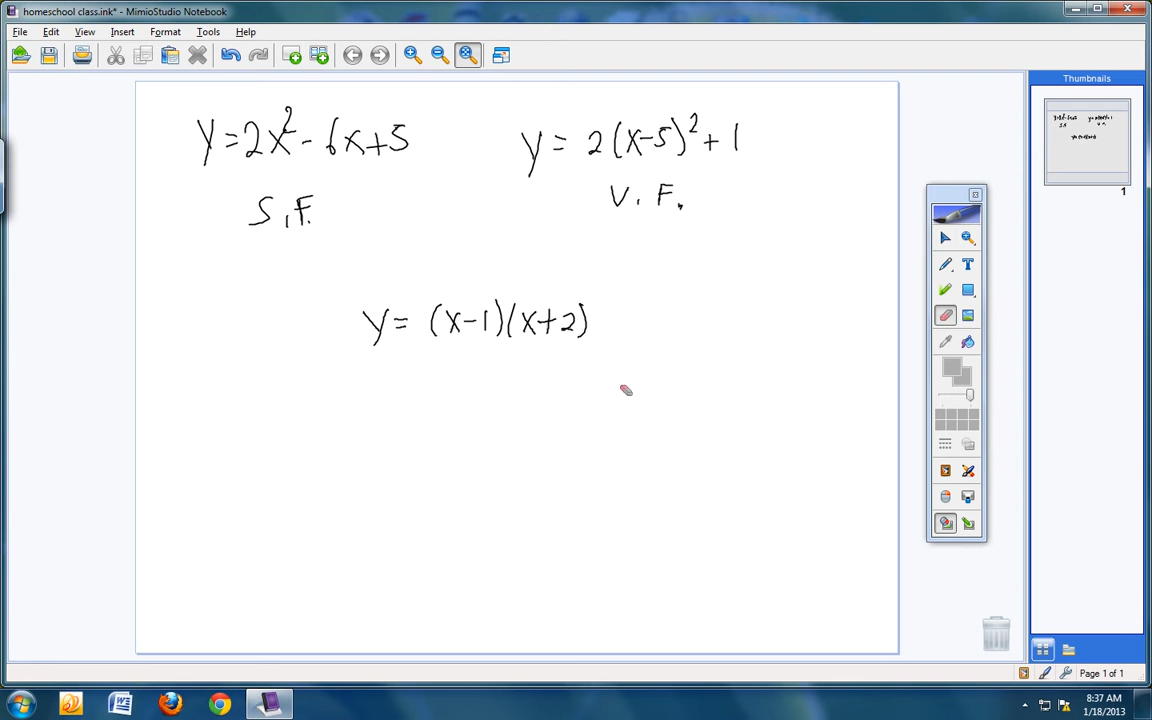 homeschool class.ink* - MimioStudio Notebook
File Edit View Insert Format Tools Help
Thumbnails
y=2x²-6x+5
y= 2(x-5)²+1
S.F.
V. F.
y= (x-1)(x+2)
T
1
Page 1 of 1
8:37 AM
1/18/2013